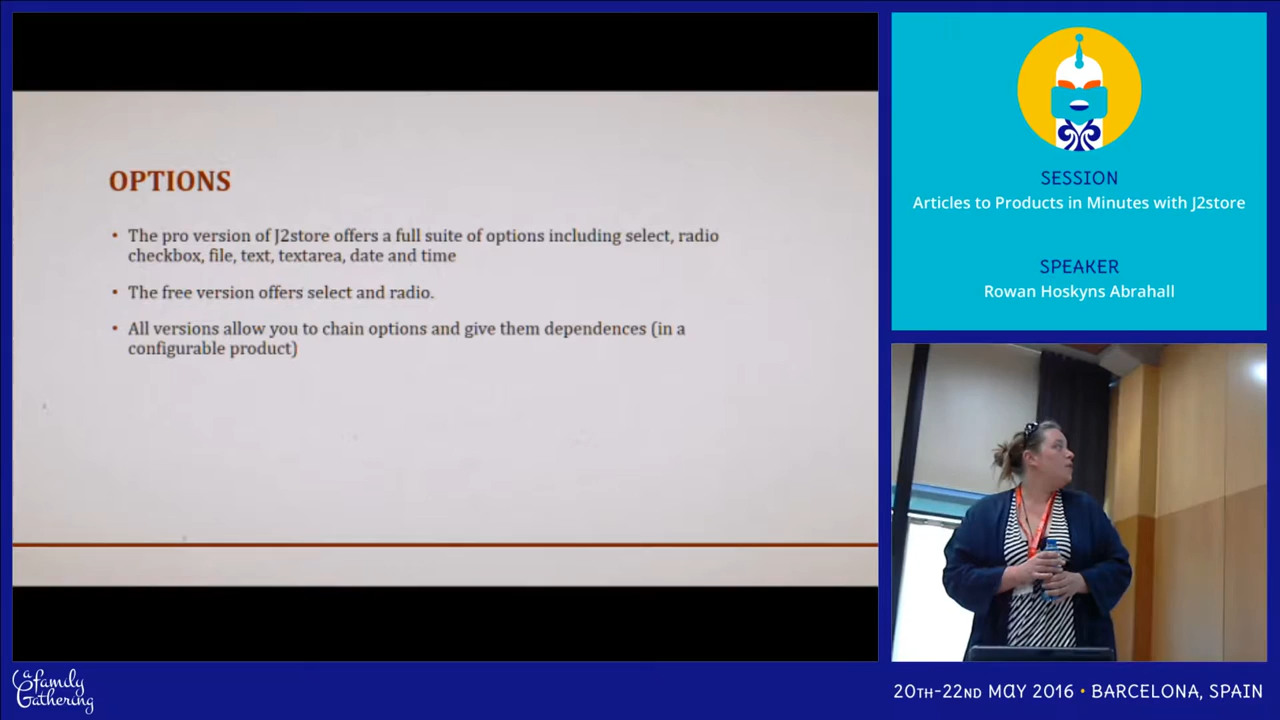 OPTIONS
• The pro version of J2store offers a full suite of options including select, radio
checkbox, file, text, textarea, date and time
• The free version offers select and radio.
• All versions allow you to chain options and give them dependences (in a
configurable product)
SESSION
Articles to Products in Minutes with J2store
SPEAKER
Rowan Hoskyns Abrahall
a family
Gathering
20TH-22ND MAY 2016 • BARCELONA, SPAIN